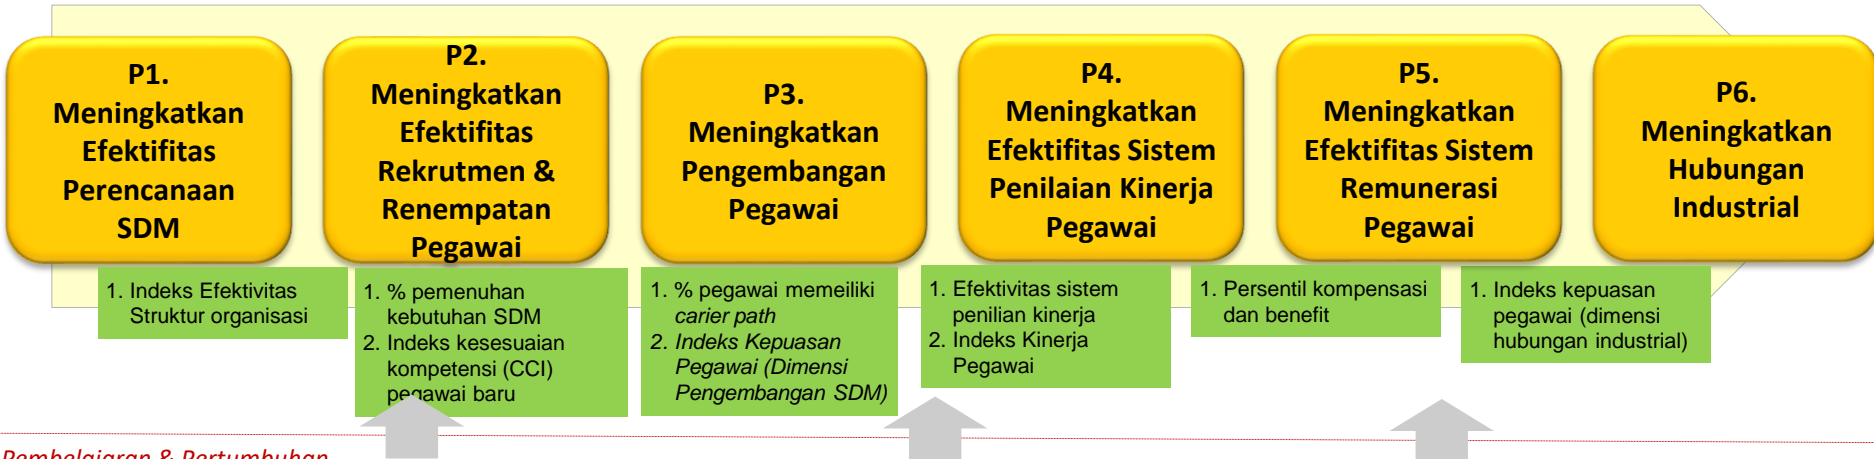 P1.
Meningkatkan
Efektifitas
Perencanaan
SDM
P2.
Meningkatkan
Efektifitas
Rekrutmen &
Renempatan
Pegawai
P3.
Meningkatkan
Pengembangan
Pegawai
P4.
Meningkatkan
Efektifitas Sistem
Penilaian Kinerja
Pegawai
P5.
Meningkatkan
Efektifitas Sistem
Remunerasi
Pegawai
P6.
Meningkatkan
Hubungan
Industrial
1. Indeks Efektivitas
Struktur organisasi
1. % pemenuhan
kebutuhan SDM
2. Indeks kesesuaian
kompetensi (CCI)
pegawai baru
1. % pegawai memeiliki
carier path
2. Indeks Kepuasan
Pegawai (Dimensi
Pengembangan SDM)
1. Efektivitas sistem
penilian kinerja
2. Indeks Kinerja
Pegawai
1. Persentil kompensasi
dan benefit
1. Indeks kepuasan
pegawai (dimensi
hubungan industrial)
Pembelajaran & Pertumbuhan